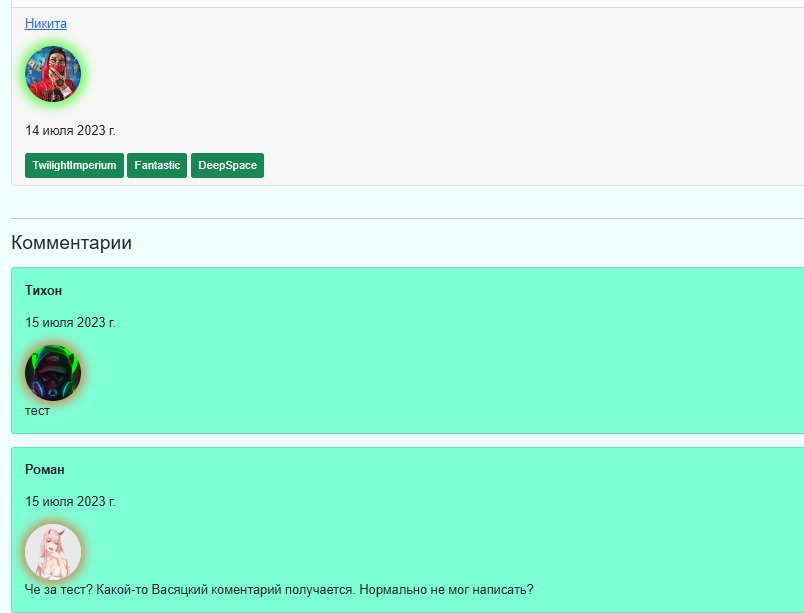 Никита
14 июля 2023 г.
TwilightImperium Fantastic DeepSpace
Комментарии
Тихон
15 июля 2023 г.
тест
Роман
15 июля 2023 г.
Че за тест? Какой-то Васяцкий коментарий получается. Нормально не мог написать?